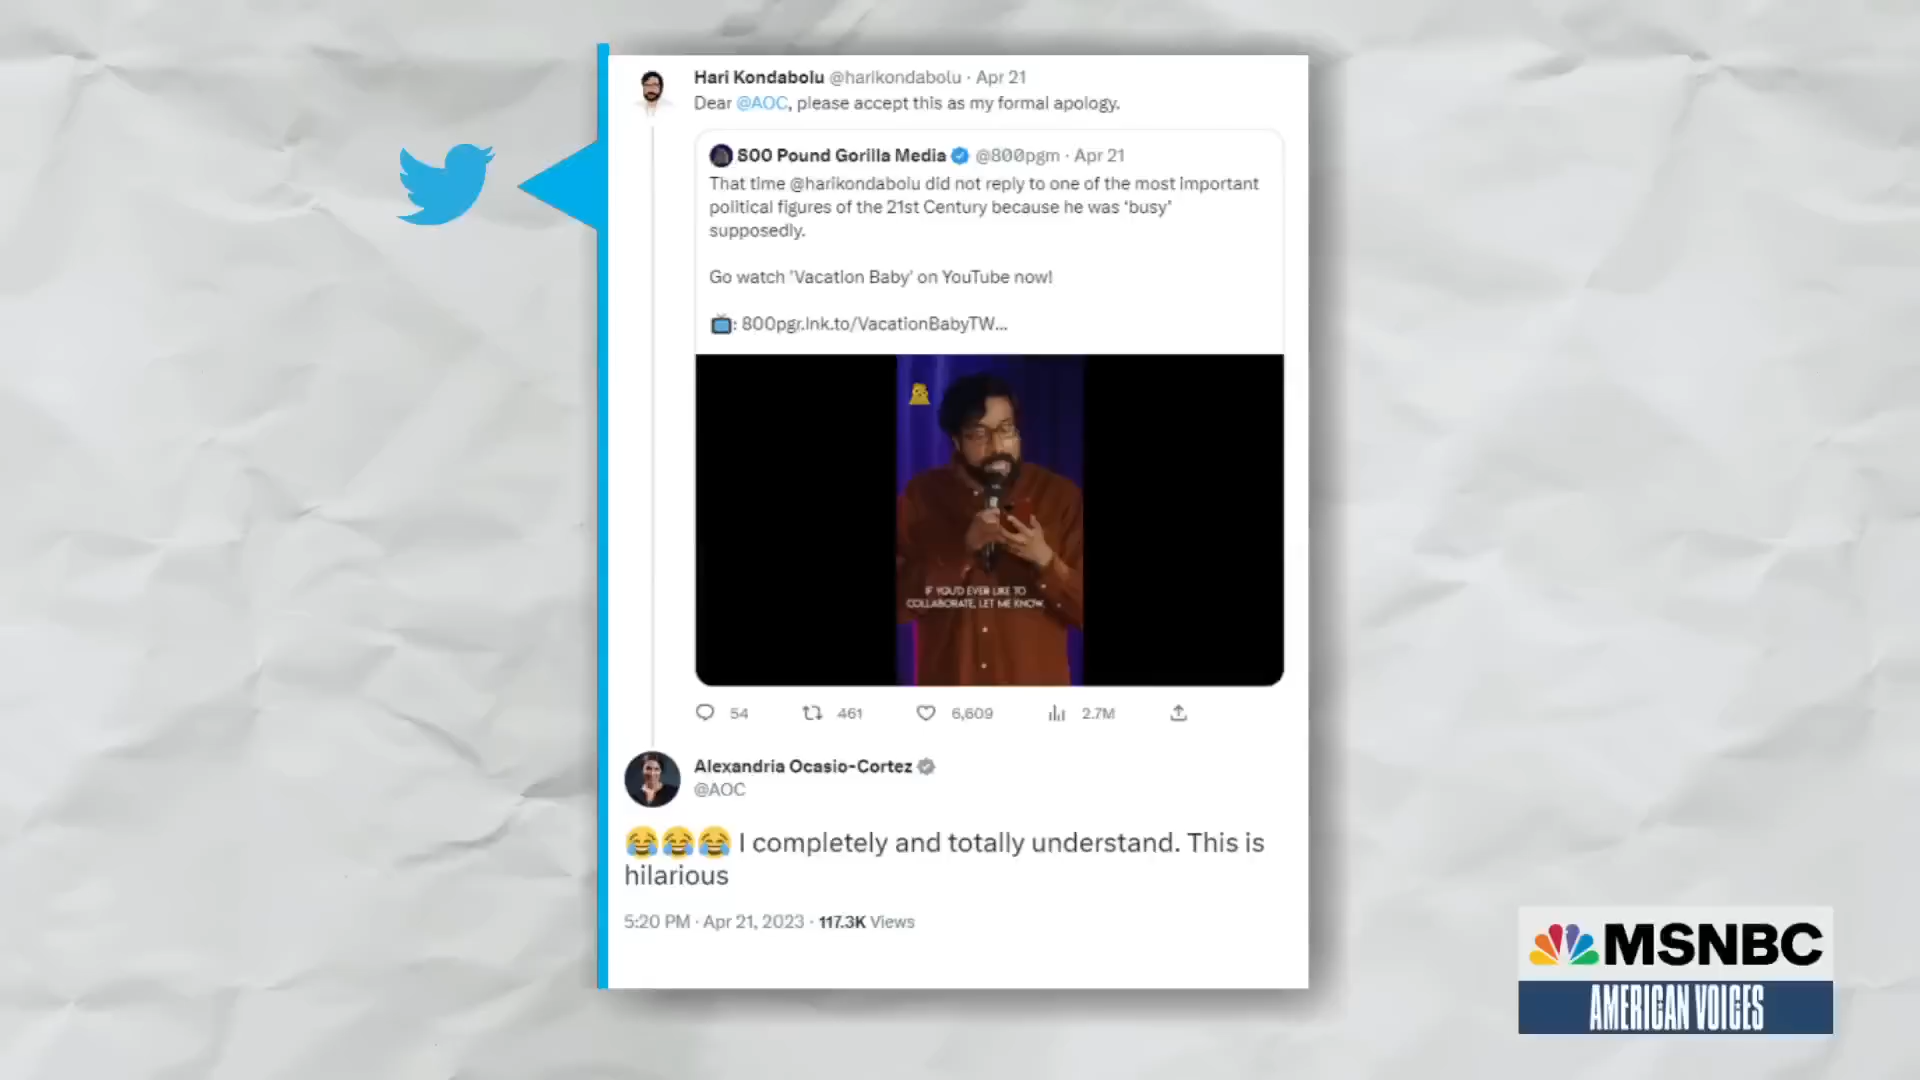 Hari Kondabolu @harikondabolu · Apr 21
Dear @AOC, please accept this as my formal apology.
800 Pound Gorilla Media @800pgm · Apr 21
That time @harikondabolu did not reply to one of the most important
political figures of the 21st Century because he was 'busy'
supposedly.
Go watch 'Vacation Baby' on YouTube now!
📺: 800pgr.lnk.to/VacationBabyTW...
IF YOU'D EVER LIKE TO
COLLABORATE, LET ME KNOW
54 461 6,609 2.7M
Alexandria Ocasio-Cortez
@AOC
😂😂😂 I completely and totally understand. This is
hilarious
5:20 PM · Apr 21, 2023 · 117.3K Views
MSNBC
AMERICAN VOICES